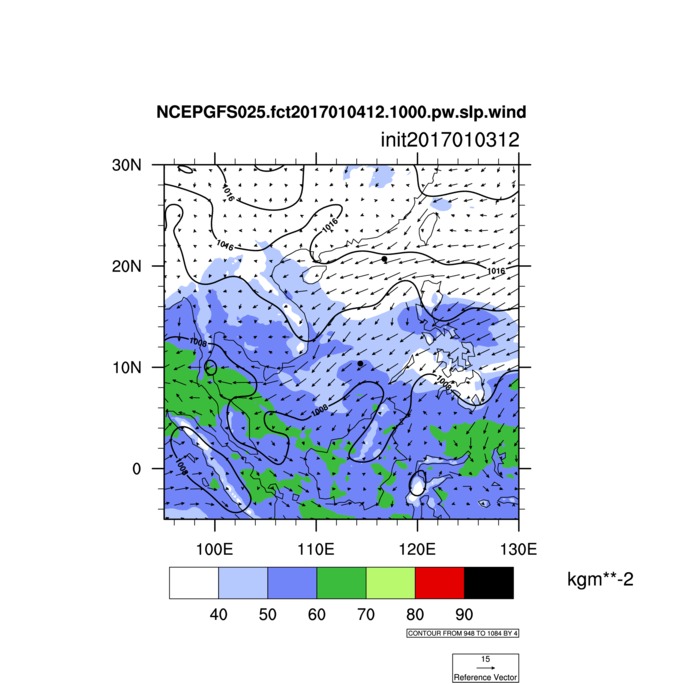 NCEPGFS025.fct2017010412.1000.pw.slp.wind
init2017010312
30N
1016
1016
1016
20N
1016
1008
10N
1008
1008
1008
0
100E 110E 120E 130E
kgm**-2
40 50 60 70 80 90
CONTOUR FROM 948 TO 1084 BY 4
15
Reference Vector